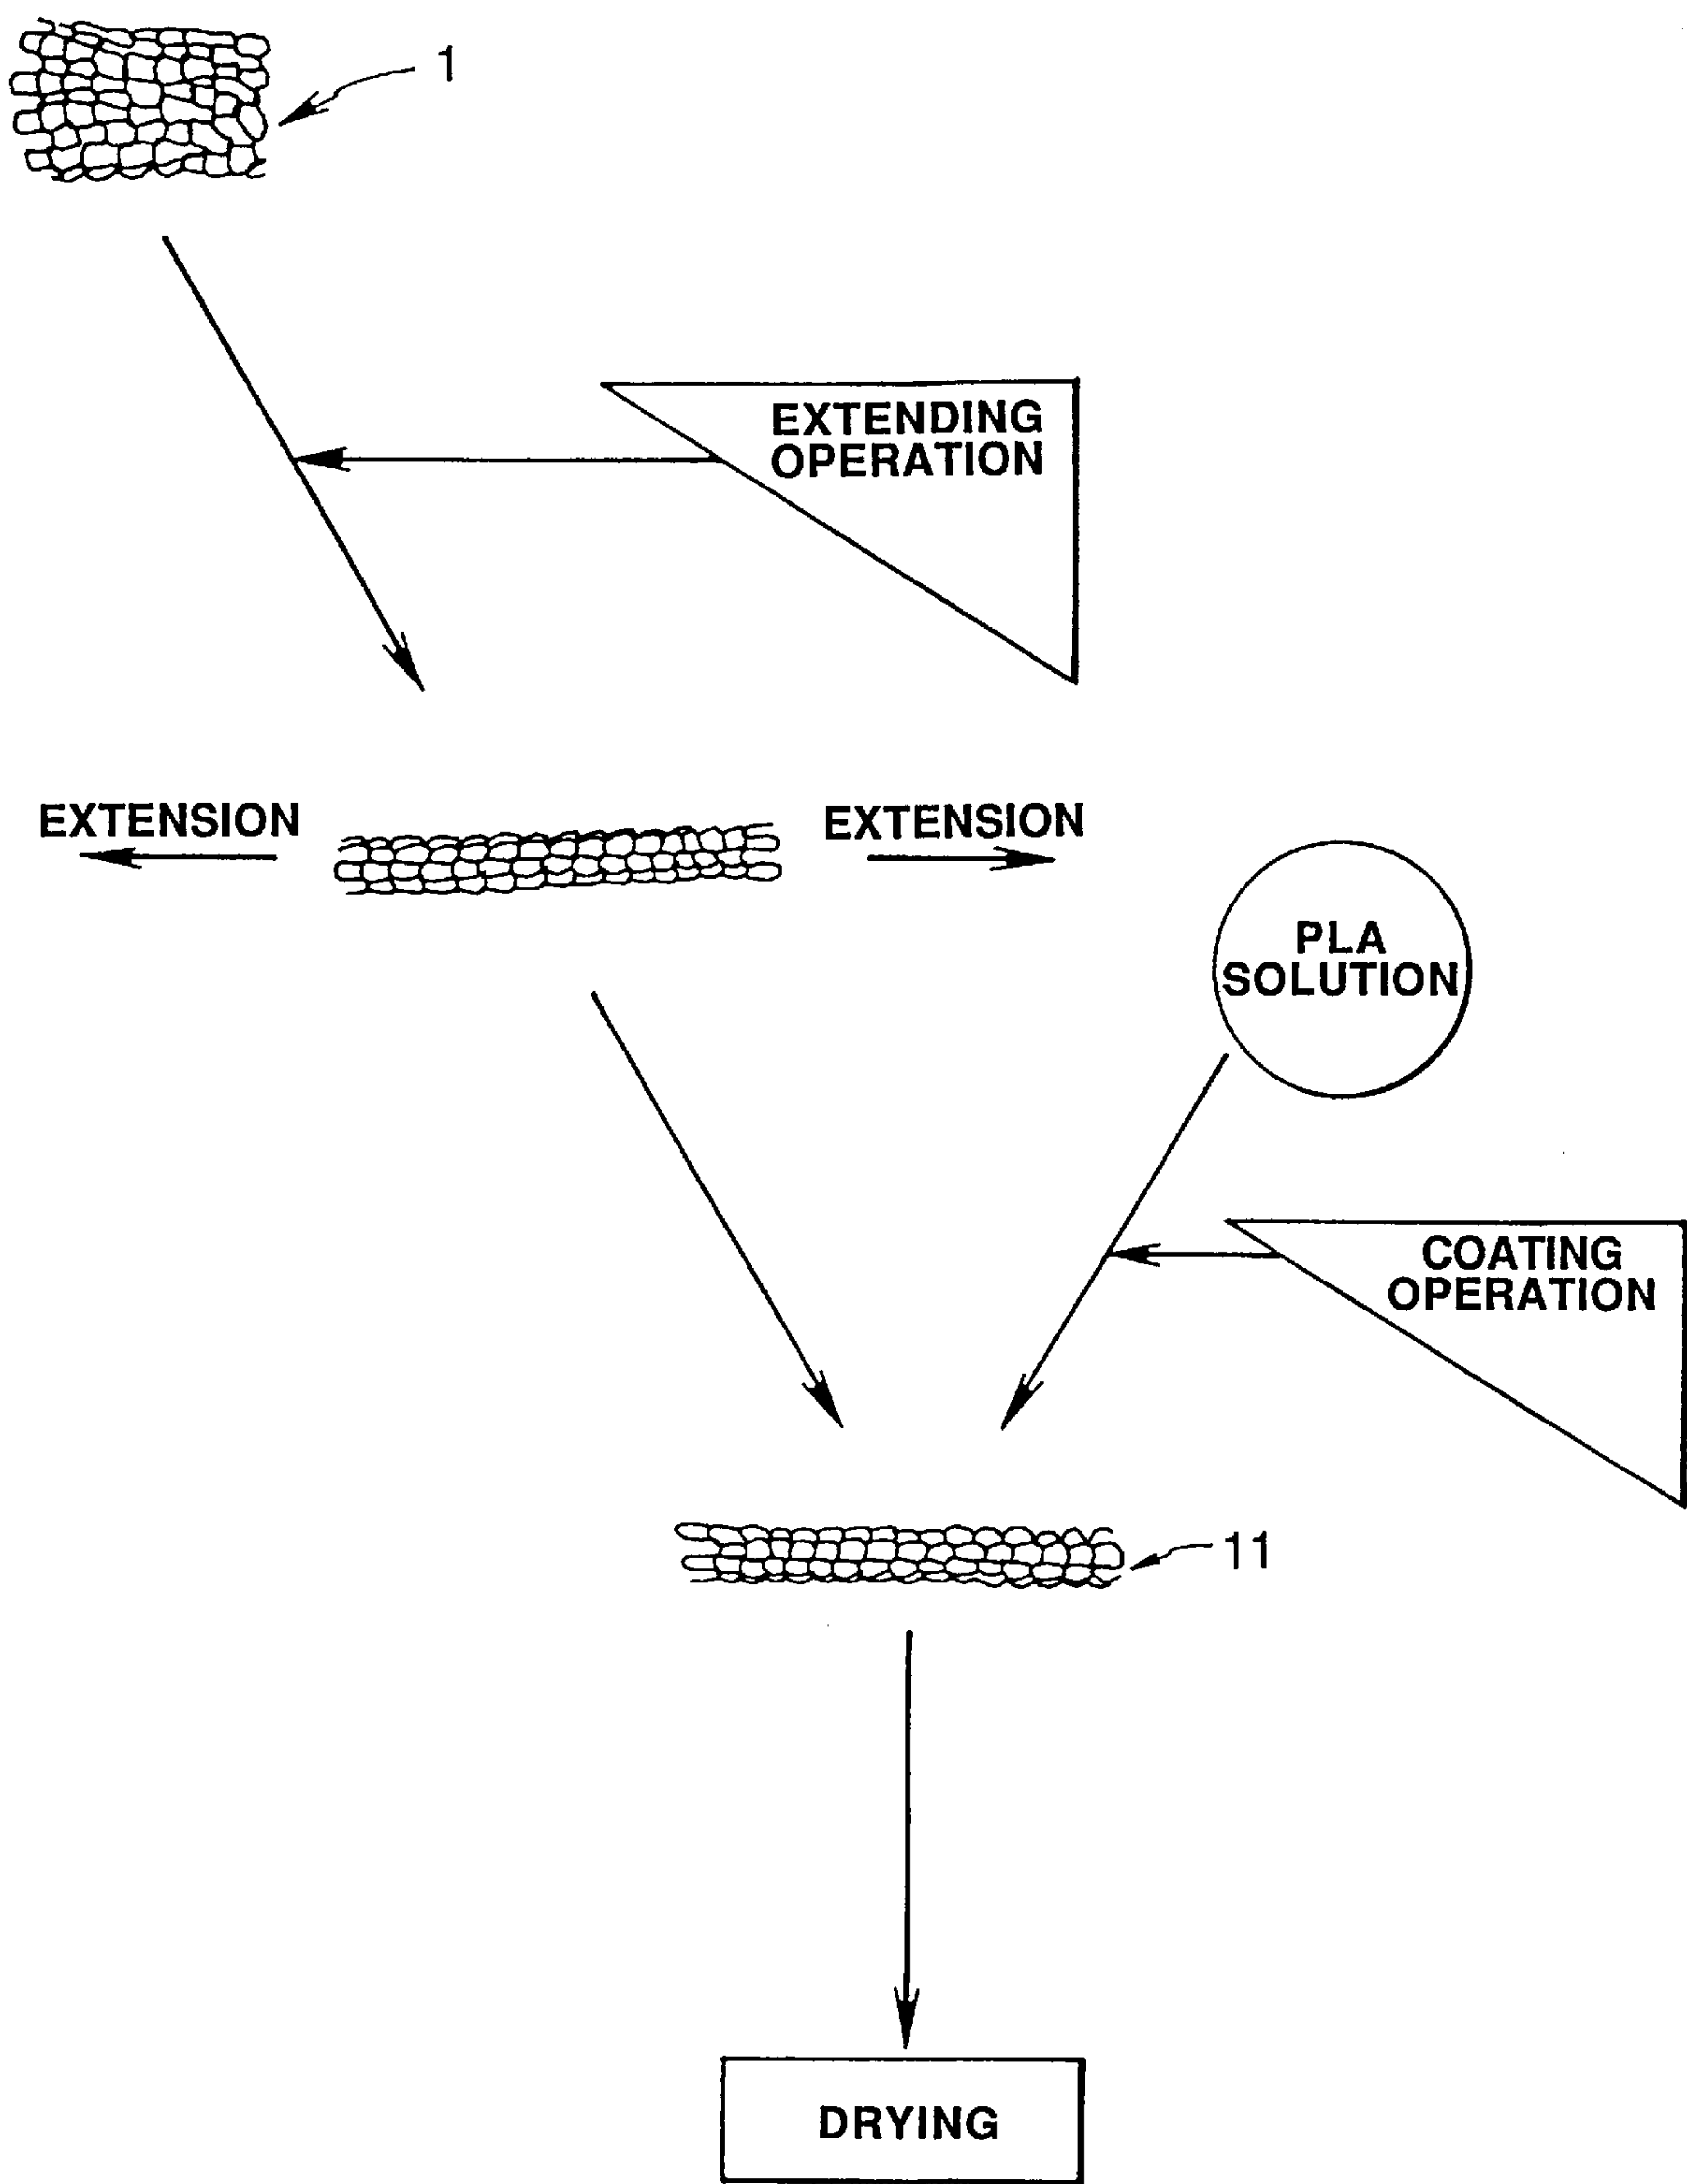 1
EXTENDING
OPERATION
EXTENSION
EXTENSION
PLA
SOLUTION
COATING
OPERATION
11
DRYING